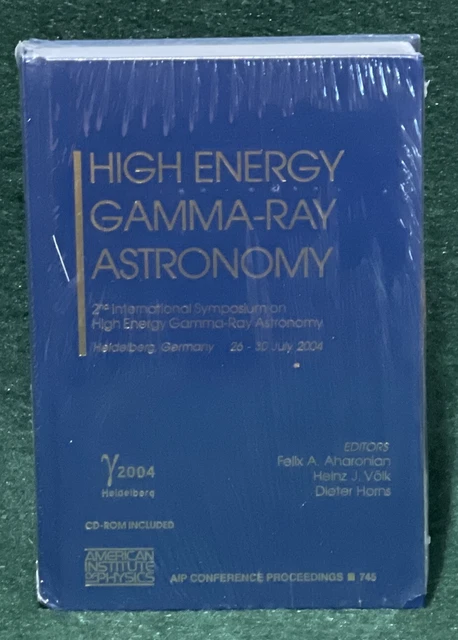 HIGH ENERGY
GAMMA-RAY
ASTRONOMY
2nd International Symposium on
High Energy Gamma-Ray Astronomy
Heidelberg, Germany 26 - 30 July 2004
EDITORS
Felix A. Aharonian
Heinz J. Völk
Dieter Horns
γ2004
Heidelberg
CD-ROM INCLUDED
AMERICAN
INSTITUTE
OF PHYSICS
AIP CONFERENCE PROCEEDINGS ■ 745